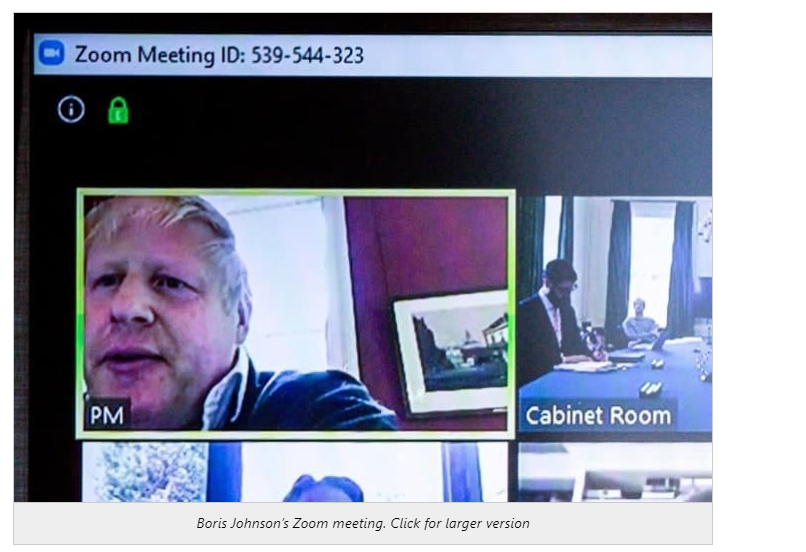 Zoom Meeting ID: 539-544-323
PM
Cabinet Room
Boris Johnson's Zoom meeting. Click for larger version